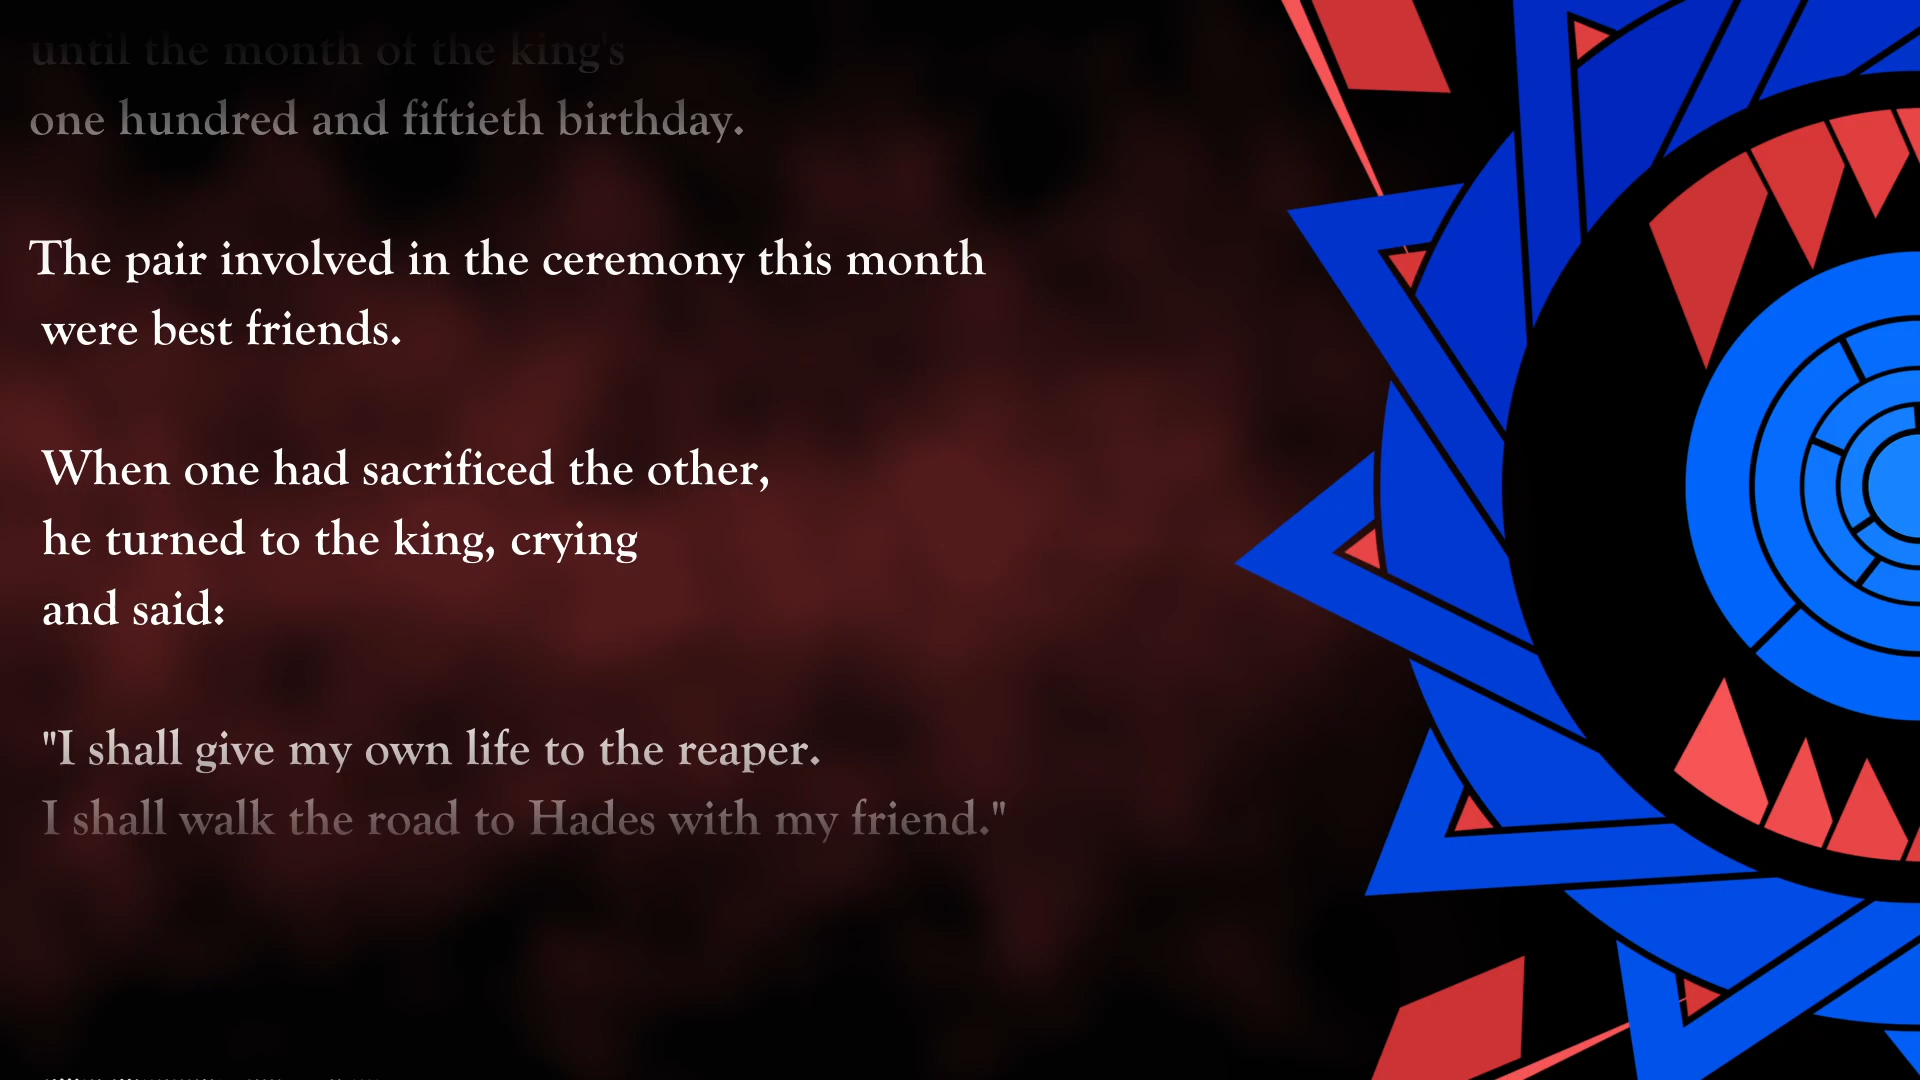 until the month of the king's
one hundred and fiftieth birthday.
The pair involved in the ceremony this month
were best friends.
When one had sacrificed the other,
he turned to the king, crying
and said:
"I shall give my own life to the reaper.
I shall walk the road to Hades with my friend."